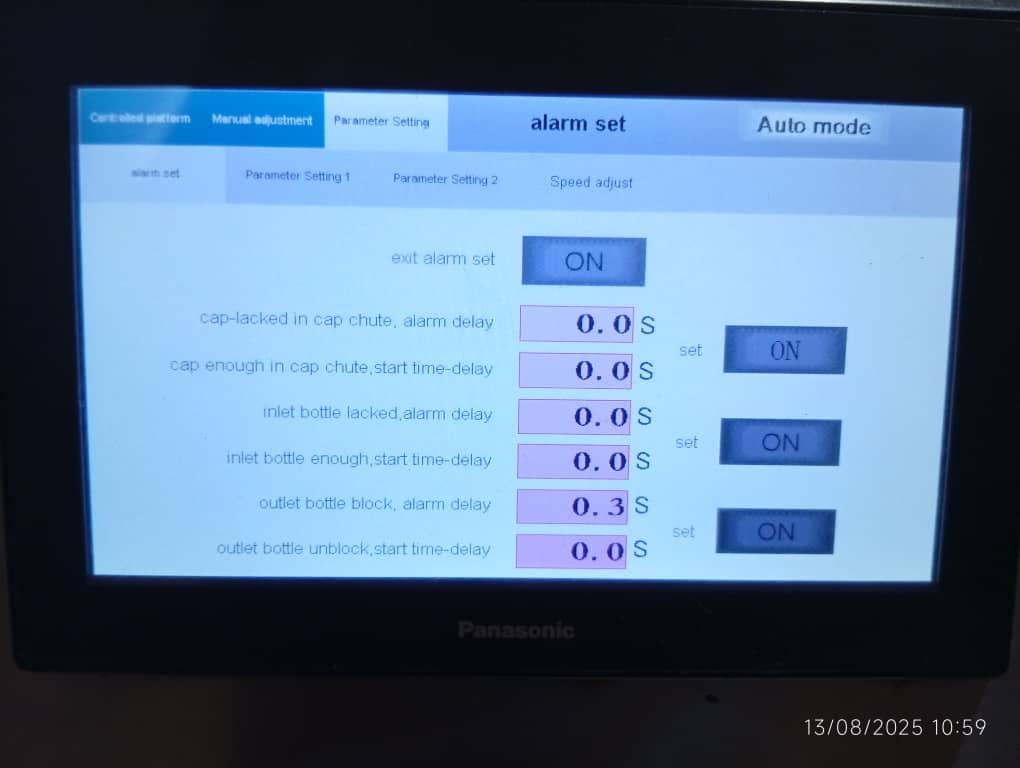 Controlled platform Manual adjustment Parameter Setting alarm set Auto mode
alarm set Parameter Setting 1 Parameter Setting 2 Speed adjust
exit alarm set ON
cap-lacked in cap chute, alarm delay 0.0 S
set ON
cap enough in cap chute,start time-delay 0.0 S
inlet bottle lacked,alarm delay 0.0 S
set ON
inlet bottle enough,start time-delay 0.0 S
outlet bottle block, alarm delay 0.3 S
set ON
outlet bottle unblock,start time-delay 0.0 S
Panasonic
13/08/2025 10:59